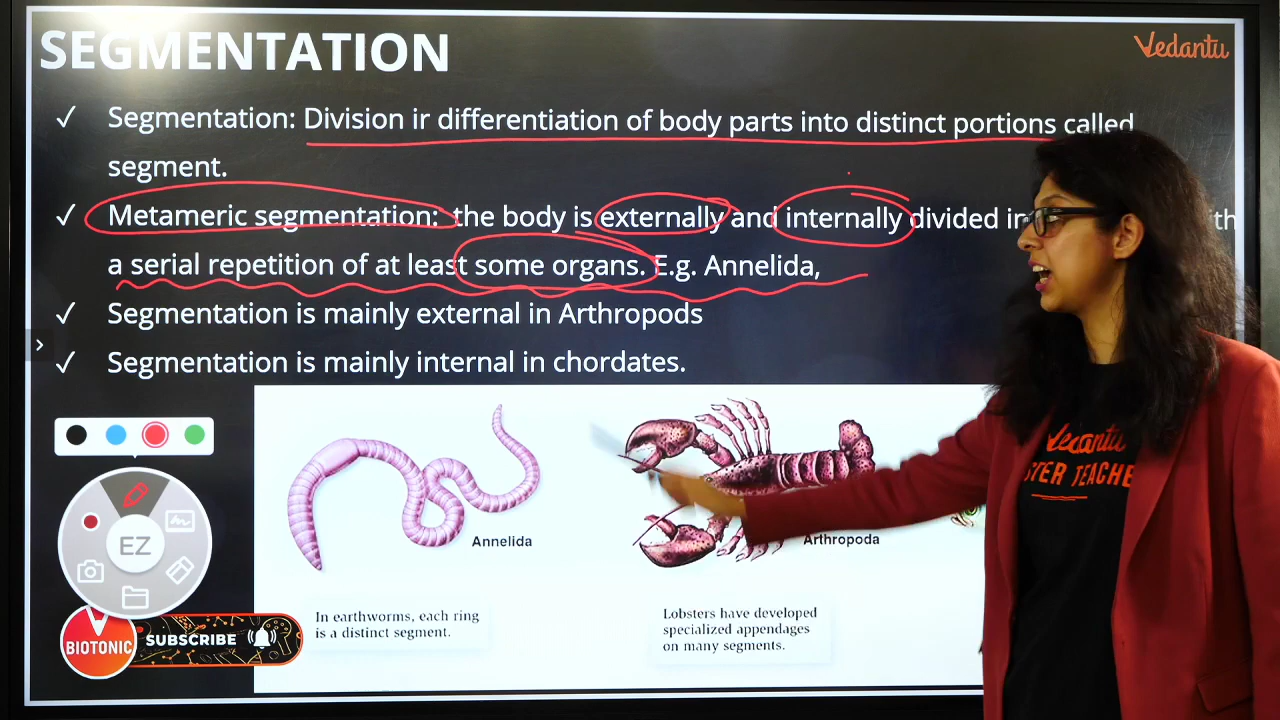 SEGMENTATION
Vedantu
✓ Segmentation: Division ir differentiation of body parts into distinct portions called
segment.
✓ Metameric segmentation: the body is externally and internally divided
a serial repetition of at least some organs. E.g. Annelida,
✓ Segmentation is mainly external in Arthropods
✓ Segmentation is mainly internal in chordates.
EZ
Annelida
Arthropoda
In earthworms, each ring
is a distinct segment.
Lobsters have developed
specialized appendages
on many segments.
BIOTONIC
SUBSCRIBE
Vedantu